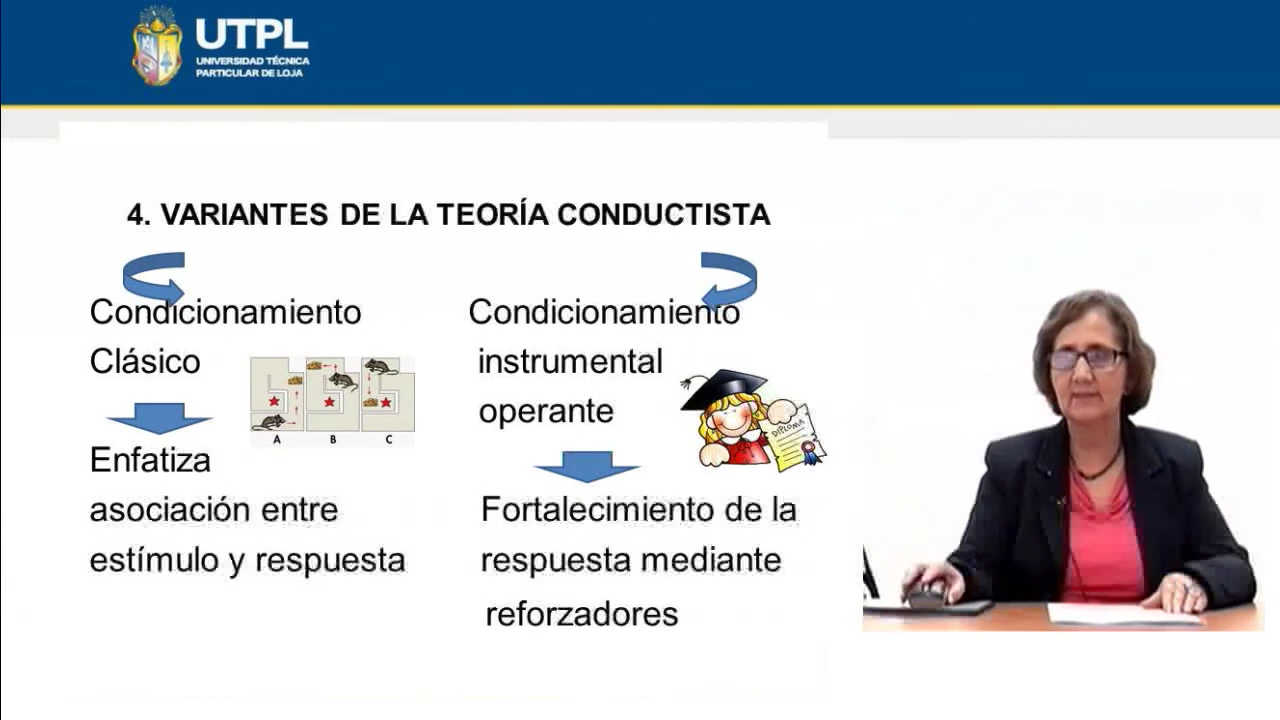 UTPL
UNIVERSIDAD TÉCNICA
PARTICULAR DE LOJA
4. VARIANTES DE LA TEORÍA CONDUCTISTA
Condicionamiento
Clásico
A B C
Enfatiza
asociación entre
estímulo y respuesta
Condicionamiento
instrumental
operante
DIPLOMA
Fortalecimiento de la
respuesta mediante
reforzadores